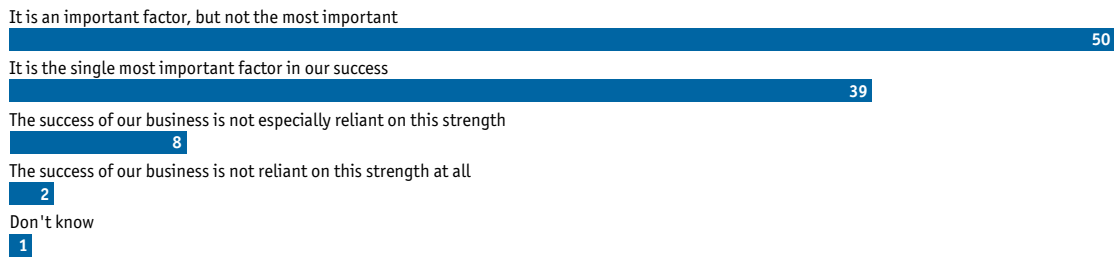 It is an important factor, but not the most important
50
It is the single most important factor in our success
39
The success of our business is not especially reliant on this strength
8
The success of our business is not reliant on this strength at all
2
Don't know
1